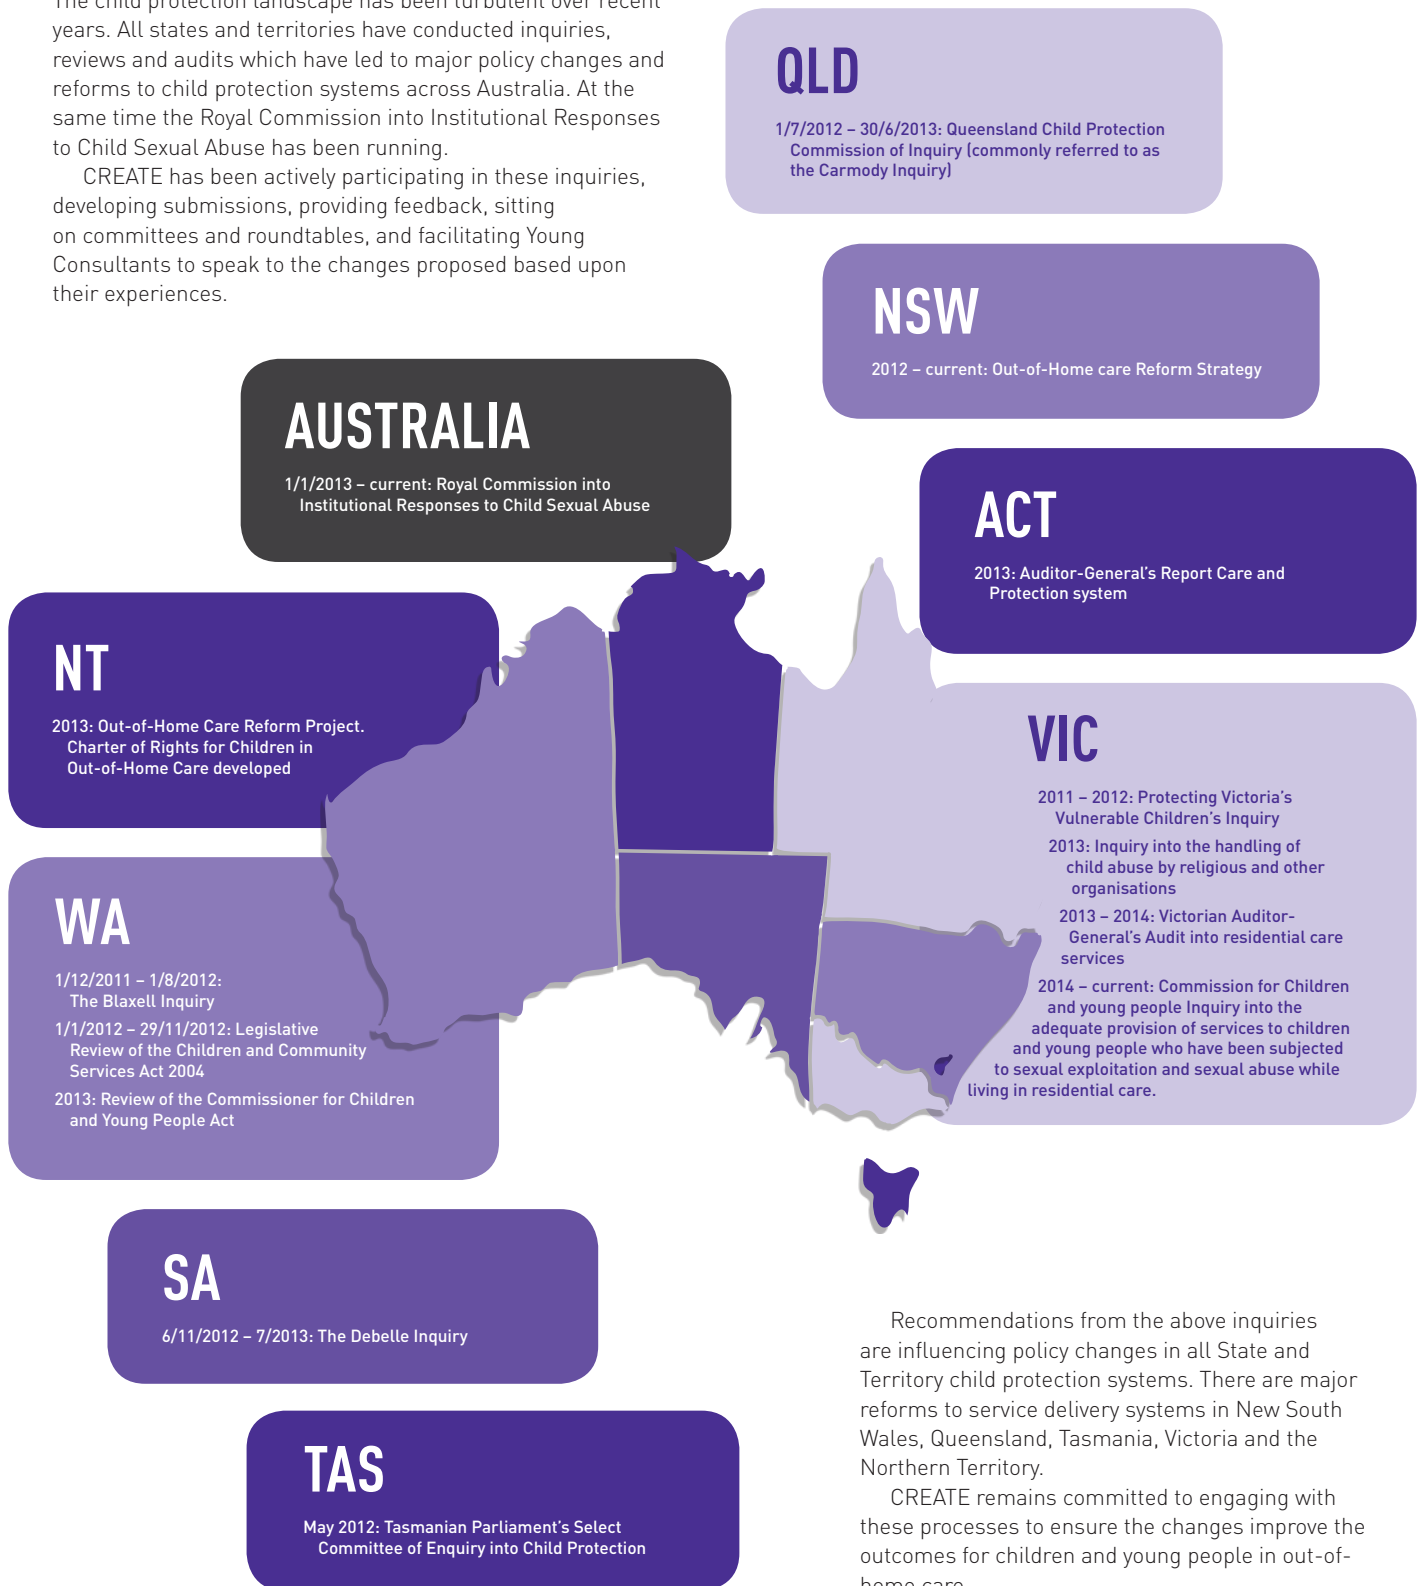 The child protection landscape has been turbulent over recent
years. All states and territories have conducted inquiries,
reviews and audits which have led to major policy changes and
reforms to child protection systems across Australia. At the
same time the Royal Commission into Institutional Responses
to Child Sexual Abuse has been running.
CREATE has been actively participating in these inquiries,
developing submissions, providing feedback, sitting
on committees and roundtables, and facilitating Young
Consultants to speak to the changes proposed based upon
their experiences.
QLD
1/7/2012 – 30/6/2013: Queensland Child Protection
Commission of Inquiry (commonly referred to as
the Carmody Inquiry)
NSW
2012 – current: Out-of-Home care Reform Strategy
AUSTRALIA
1/1/2013 – current: Royal Commission into
Institutional Responses to Child Sexual Abuse
ACT
2013: Auditor-General's Report Care and
Protection system
NT
2013: Out-of-Home Care Reform Project.
Charter of Rights for Children in
Out-of-Home Care developed
VIC
2011 – 2012: Protecting Victoria's
Vulnerable Children's Inquiry
2013: Inquiry into the handling of
child abuse by religious and other
organisations
2013 – 2014: Victorian Auditor-
General's Audit into residential care
services
2014 – current: Commission for Children
and young people Inquiry into the
adequate provision of services to children
and young people who have been subjected
to sexual exploitation and sexual abuse while
living in residential care.
WA
1/12/2011 – 1/8/2012:
The Blaxell Inquiry
1/1/2012 – 29/11/2012: Legislative
Review of the Children and Community
Services Act 2004
2013: Review of the Commissioner for Children
and Young People Act
SA
6/11/2012 – 7/2013: The Debelle Inquiry
TAS
May 2012: Tasmanian Parliament's Select
Committee of Enquiry into Child Protection
Recommendations from the above inquiries
are influencing policy changes in all State and
Territory child protection systems. There are major
reforms to service delivery systems in New South
Wales, Queensland, Tasmania, Victoria and the
Northern Territory.
CREATE remains committed to engaging with
these processes to ensure the changes improve the
outcomes for children and young people in out-of-
home care.